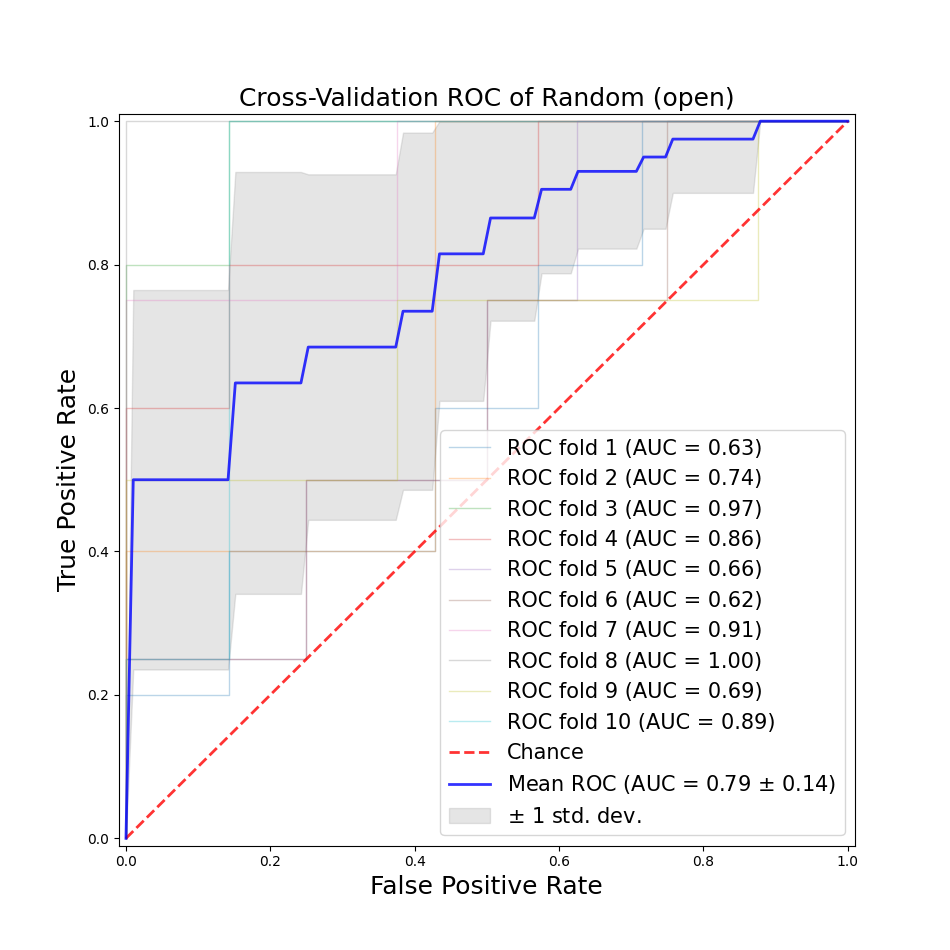 Cross-Validation ROC of Random (open)
1.0
0.8
0.6
0.4
0.2
0.0
True Positive Rate
ROC fold 1 (AUC = 0.63)
ROC fold 2 (AUC = 0.74)
ROC fold 3 (AUC = 0.97)
ROC fold 4 (AUC = 0.86)
ROC fold 5 (AUC = 0.66)
ROC fold 6 (AUC = 0.62)
ROC fold 7 (AUC = 0.91)
ROC fold 8 (AUC = 1.00)
ROC fold 9 (AUC = 0.69)
ROC fold 10 (AUC = 0.89)
Chance
Mean ROC (AUC = 0.79 ± 0.14)
± 1 std. dev.
0.0 0.2 0.4 0.6 0.8 1.0
False Positive Rate